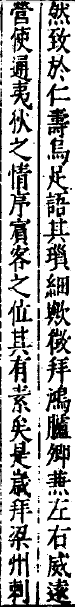 然致於仁壽烏足語其瑣細歟徵拜鴻臚卿兼左右威遠
營使通夷狄之情序賓客之位其有素矣是歲拜梁州刺